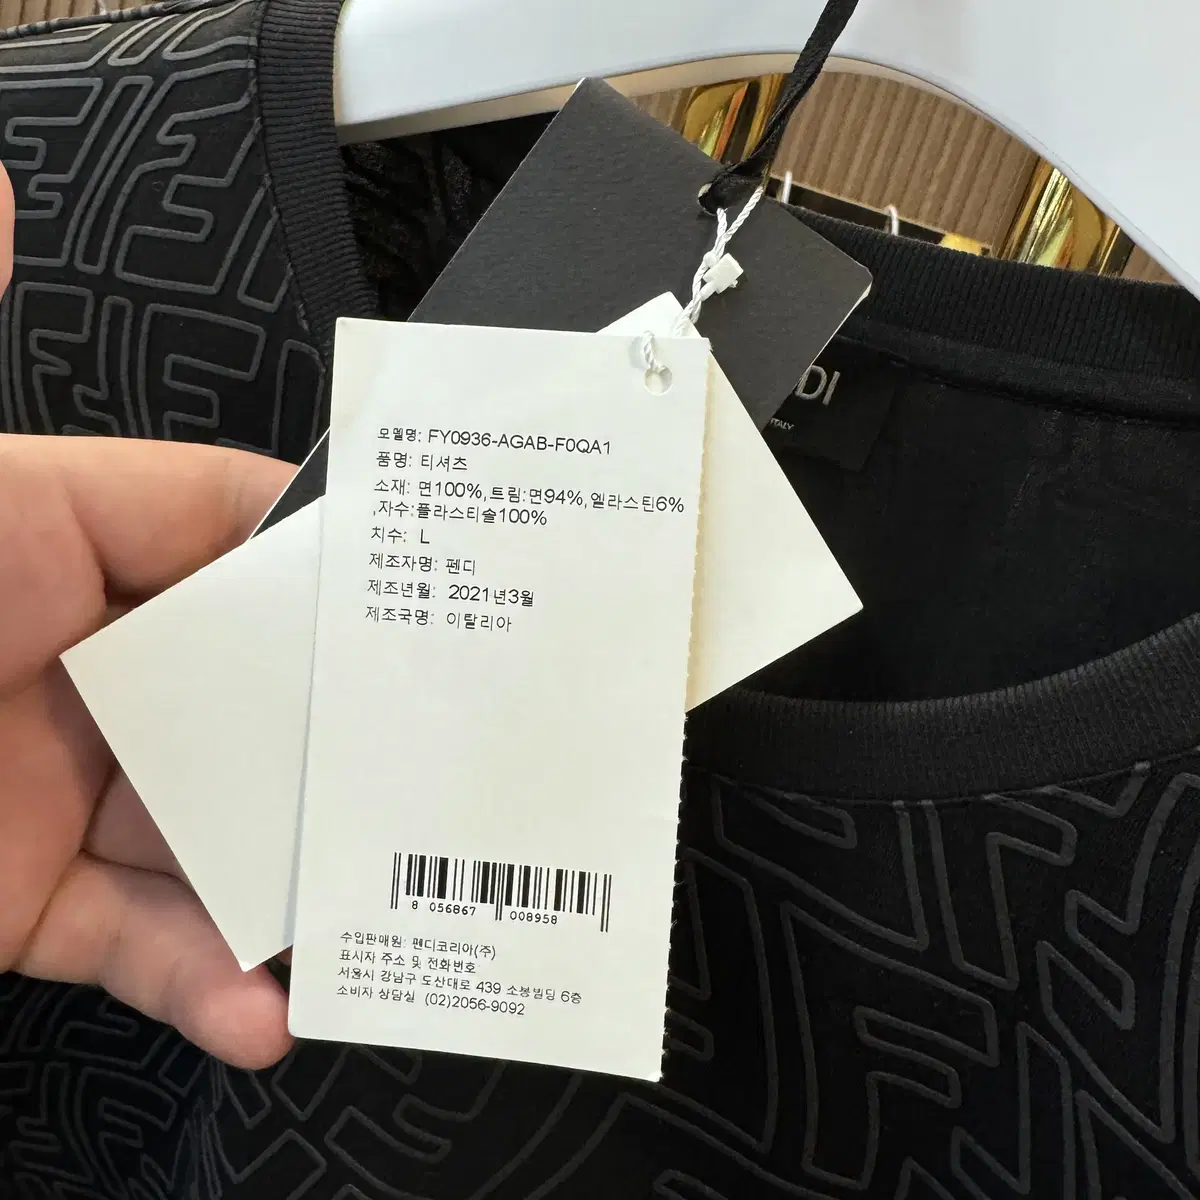 모델명: FY0936-AGAB-F0QA1
품명: 티셔츠
소재: 면100%,트림:면94%,엘라스틴6%
,자수:플라스티솔100%
치수: L
제조자명: 펜디
제조년월: 2021년3월
제조국명: 이탈리아
8 056867 008958
수입판매원: 펜디코리아(주)
표시자 주소 및 전화번호
서울시 강남구 도산대로 439 소봉빌딩 6층
소비자 상담실 (02)2056-9092
DI
ITALY